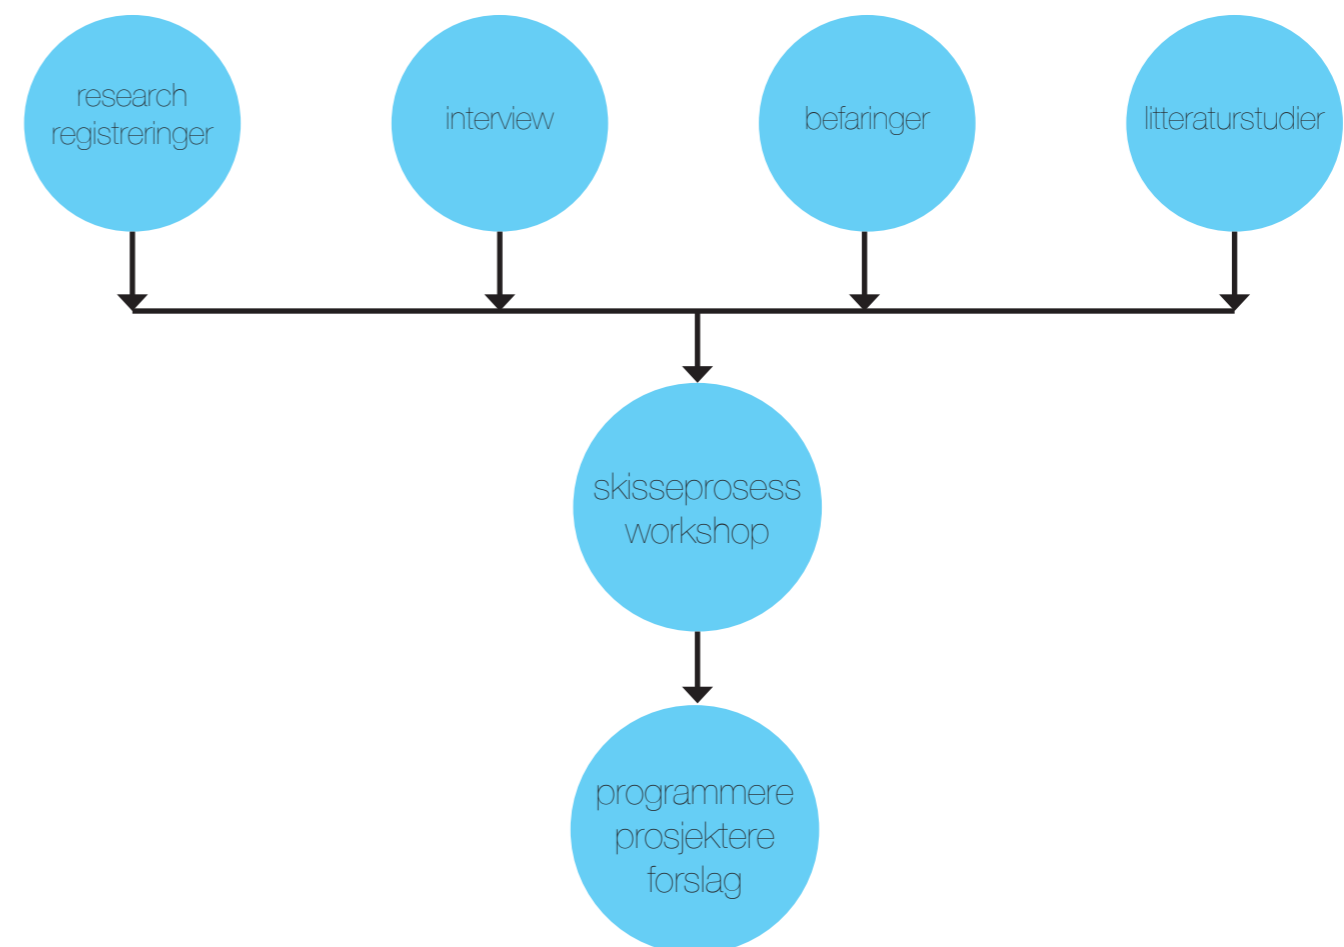 research
registreringer
interview
befaringer
litteraturstudier
skisseprosess
workshop
programmere
prosjektere
forslag